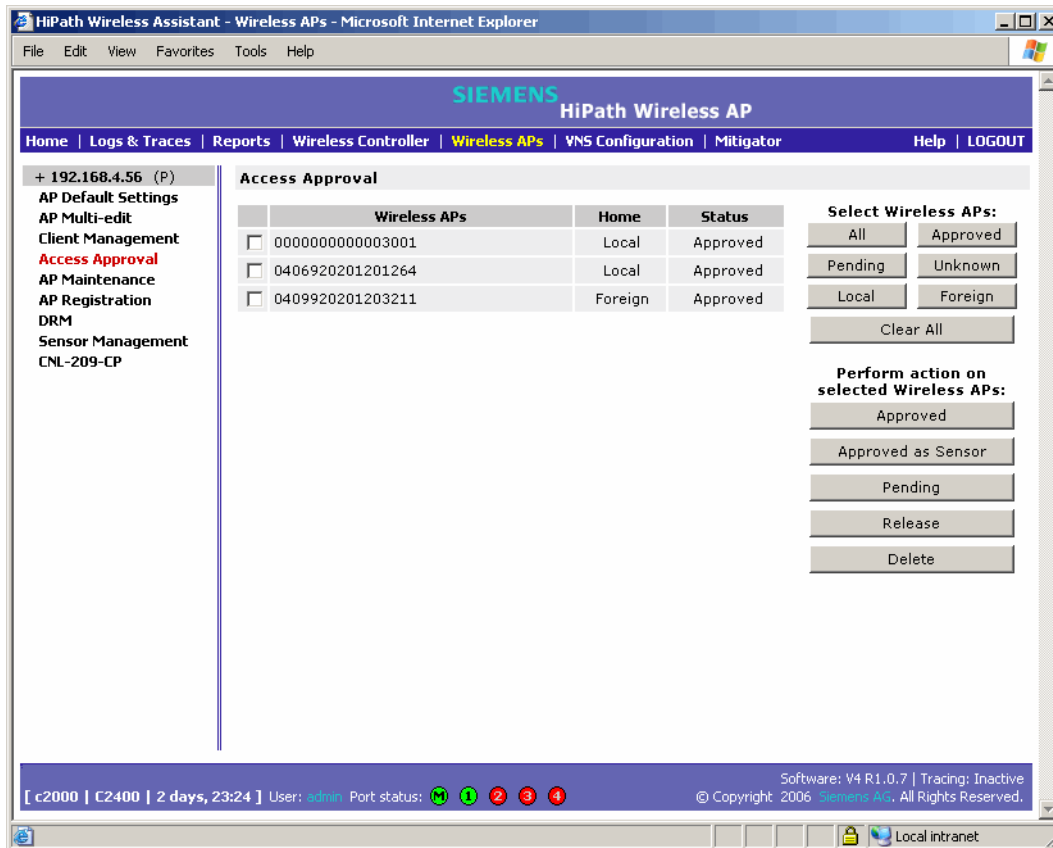 HiPath Wireless Assistant - Wireless APs - Microsoft Internet Explorer
File Edit View Favorites Tools Help
SIEMENS
HiPath Wireless AP
Home | Logs & Traces | Reports | Wireless Controller | Wireless APs | VNS Configuration | Mitigator Help | LOGOUT
+ 192.168.4.56 (P)
AP Default Settings
AP Multi-edit
Client Management
Access Approval
AP Maintenance
AP Registration
DRM
Sensor Management
CNL-209-CP
Access Approval
Wireless APs Home Status
0000000000003001 Local Approved
0406920201201264 Local Approved
0409920201203211 Foreign Approved
Select Wireless APs:
All Approved
Pending Unknown
Local Foreign
Clear All
Perform action on
selected Wireless APs:
Approved
Approved as Sensor
Pending
Release
Delete
Software: V4 R1.0.7 | Tracing: Inactive
[ c2000 | C2400 | 2 days, 23:24 ] User: admin Port status: M 1 2 3 4
© Copyright 2006 Siemens AG. All Rights Reserved.
Local intranet